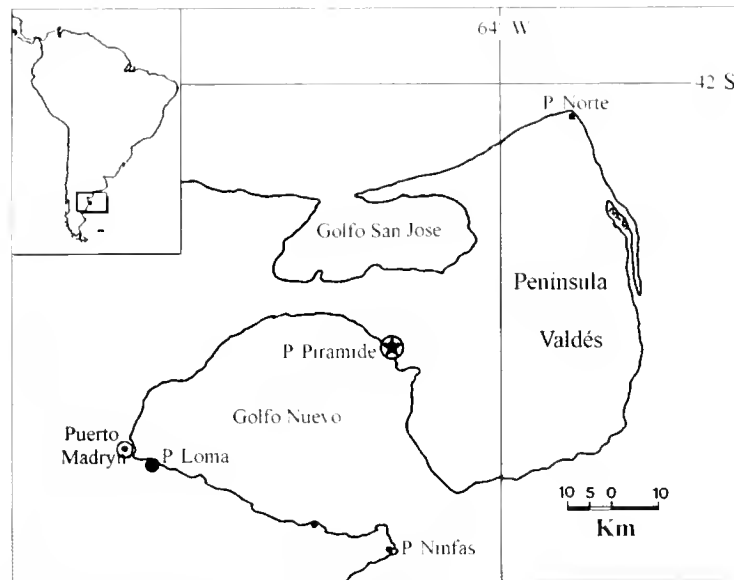 64° W
42 S
P Norte
Golfo San Jose
Península
Valdés
P Piramide
Golfo Nuevo
Puerto
Madryn
P Loma
10 5 0 10
Km
P Ninfas